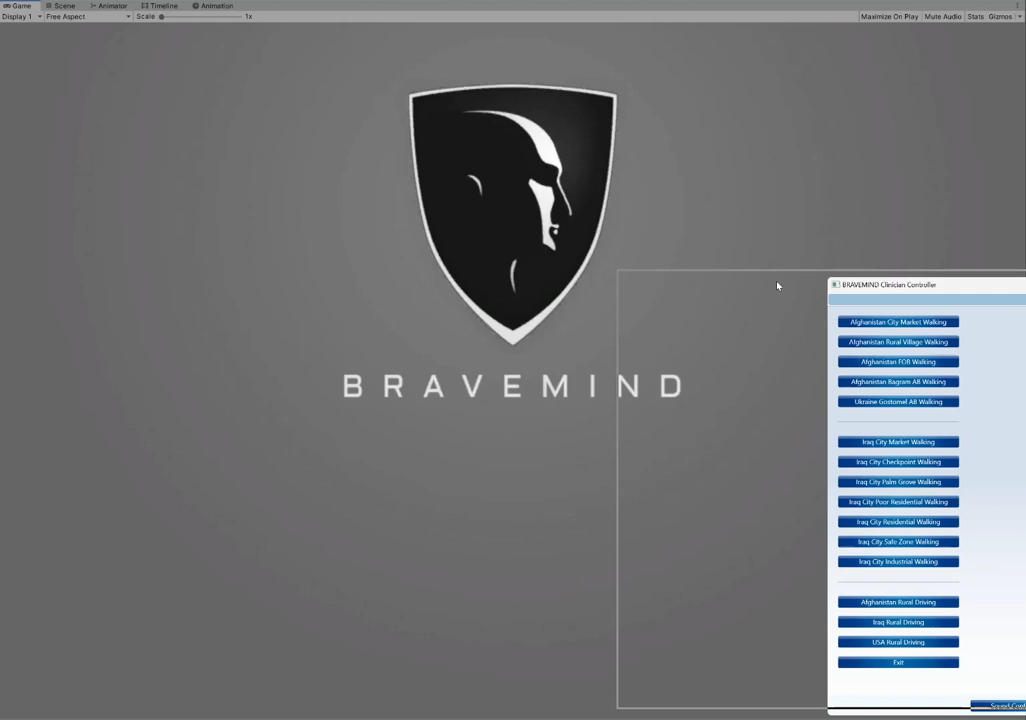 Game Scene Animator Timeline Animation
Display 1 Free Aspect Scale 1x Maximize On Play Mute Audio Stats Gizmos
BRAVEMIND
BRAVEMIND Clinician Controller
Afghanistan City Market Walking
Afghanistan Rural Village Walking
Afghanistan FOB Walking
Afghanistan Bagram AB Walking
Ukraine Gostomel AB Walking
Iraq City Market Walking
Iraq City Checkpoint Walking
Iraq City Palm Grove Walking
Iraq City Poor Residential Walking
Iraq City Residential Walking
Iraq City Safe Zone Walking
Iraq City Industrial Walking
Afghanistan Rural Driving
Iraq Rural Driving
USA Rural Driving
Exit